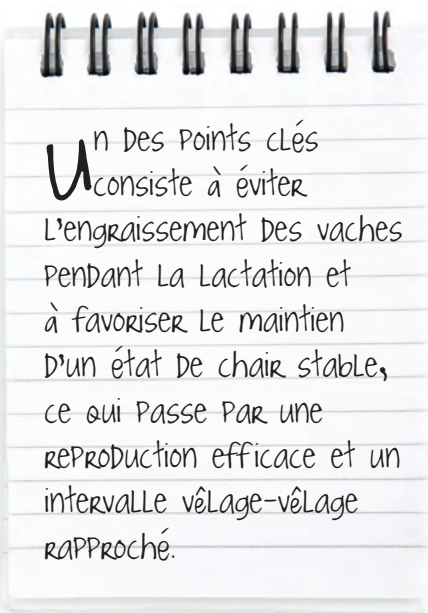 Un des points clés
consiste à éviter
l'engraissement des vaches
pendant la lactation et
à favoriser le maintien
d'un état de chair stable,
ce qui passe par une
reproduction efficace et un
intervalle vêlage-vêlage
rapproché.